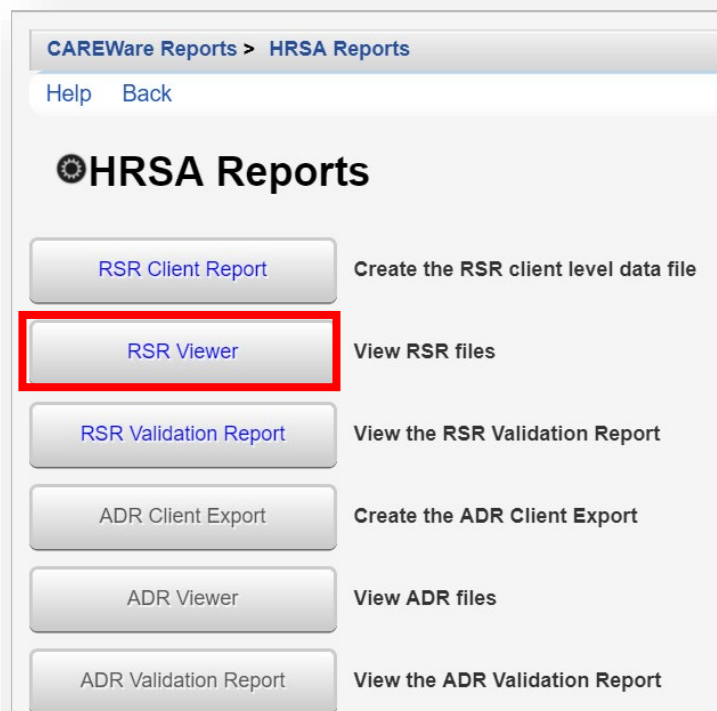 CAREWare Reports > HRSA Reports
Help Back
HRSA Reports
RSR Client Report Create the RSR client level data file
RSR Viewer View RSR files
RSR Validation Report View the RSR Validation Report
ADR Client Export Create the ADR Client Export
ADR Viewer View ADR files
ADR Validation Report View the ADR Validation Report